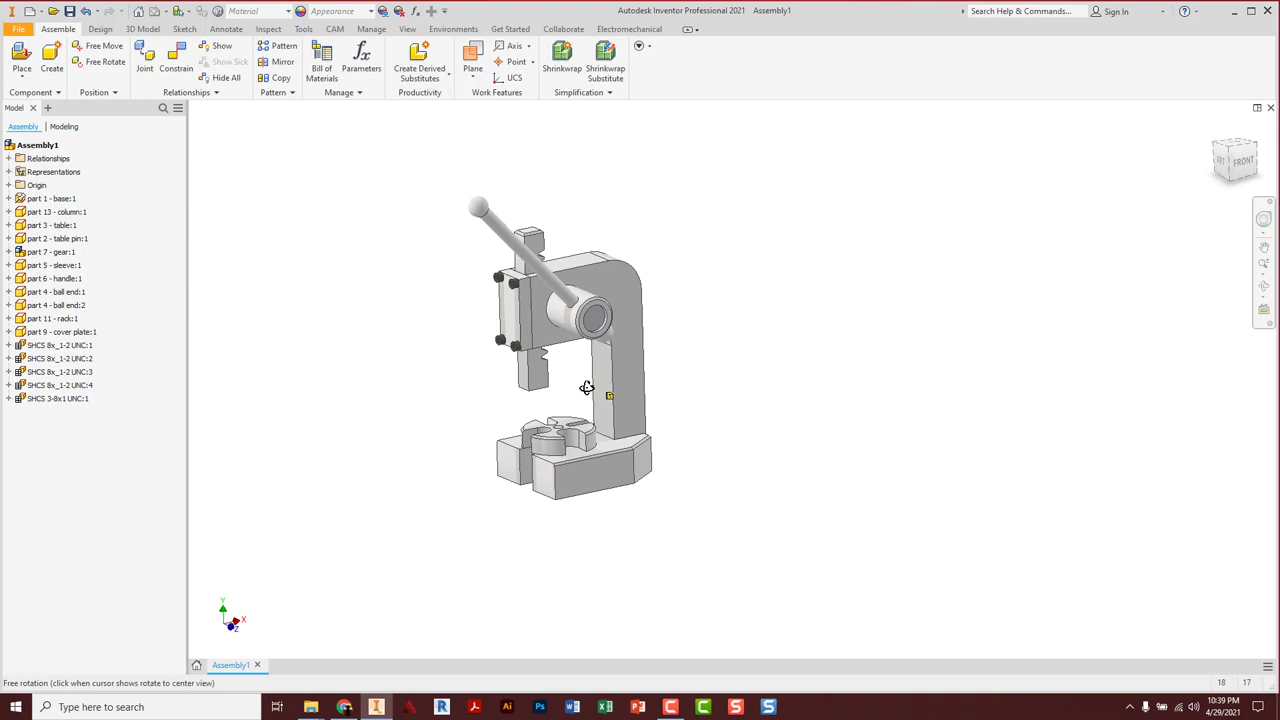 Material
Appearance
Autodesk Inventor Professional 2021 Assembly1
Search Help & Commands...
Sign In
File
Assemble
Design
3D Model
Sketch
Annotate
Inspect
Tools
CAM
Manage
View
Environments
Get Started
Collaborate
Electromechanical
Place
Create
Free Move
Free Rotate
Joint
Constrain
Show
Show Sick
Hide All
Pattern
Mirror
Copy
Bill of
Materials
fx
Parameters
Create Derived
Substitutes
Plane
Axis
Point
UCS
Shrinkwrap
Shrinkwrap
Substitute
Component
Position
Relationships
Pattern
Manage
Productivity
Work Features
Simplification
Model
Assembly
Modeling
Assembly1
Relationships
Representations
Origin
part 1 - base:1
part 13 - column:1
part 3 - table:1
part 2 - table pin:1
part 7 - gear:1
part 5 - sleeve:1
part 6 - handle:1
part 4 - ball end:1
part 4 - ball end:2
part 11 - rack:1
part 9 - cover plate:1
SHCS 8x_1-2 UNC:1
SHCS 8x_1-2 UNC:2
SHCS 8x_1-2 UNC:3
SHCS 8x_1-2 UNC:4
SHCS 3-8x1 UNC:1
LEFT
FRONT
Y
X
Z
Assembly1
Free rotation (click when cursor shows rotate to center view)
18
17
Type here to search
10:39 PM
4/29/2021